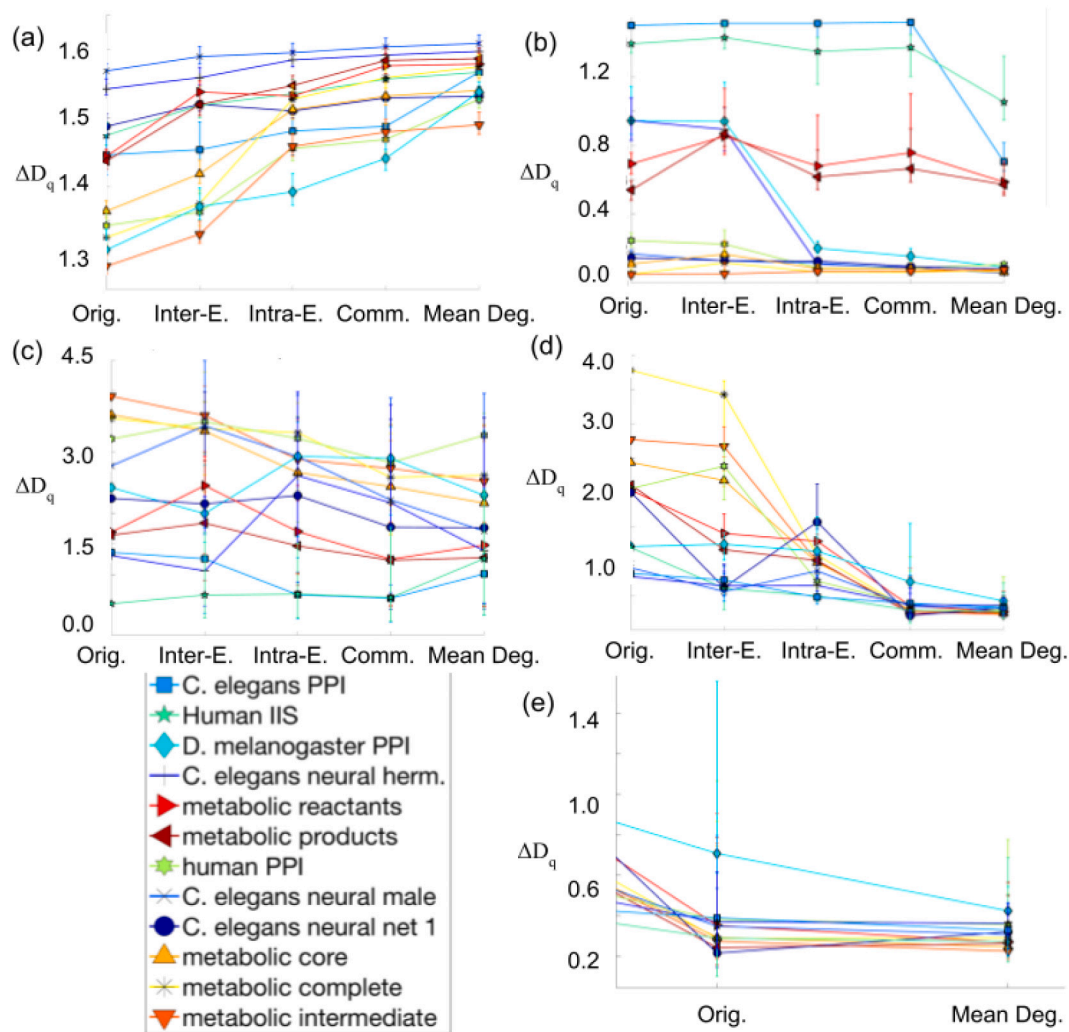 (a)
1.6
1.5
ΔDq
1.4
1.3
Orig. Inter-E. Intra-E. Comm. Mean Deg.
(b)
1.2
0.8
ΔDq
0.4
0.0
Orig. Inter-E. Intra-E. Comm. Mean Deg.
(c)
4.5
3.0
ΔDq
1.5
0.0
Orig. Inter-E. Intra-E. Comm. Mean Deg.
(d)
4.0
3.0
ΔDq
2.0
1.0
Orig. Inter-E. Intra-E. Comm. Mean Deg.
C. elegans PPI
Human IIS
D. melanogaster PPI
C. elegans neural herm.
metabolic reactants
metabolic products
human PPI
C. elegans neural male
C. elegans neural net 1
metabolic core
metabolic complete
metabolic intermediate
(e)
1.4
1.0
ΔDq
0.6
0.2
Orig. Mean Deg.